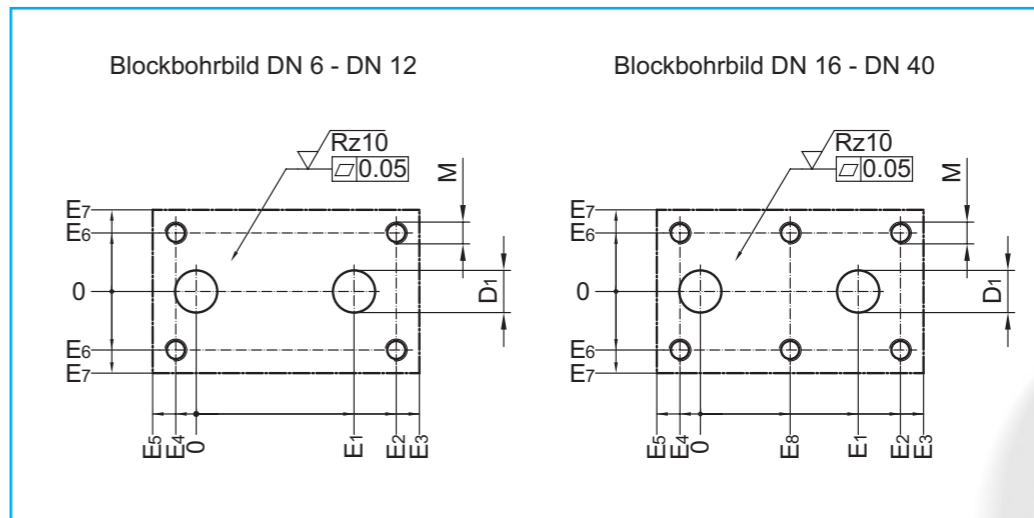 Blockbohrbild DN 6 - DN 12
Rz10
0.05
M
E7
E6
0
D1
E6
E7
E5
E4
0
E1
E2
E3
Blockbohrbild DN 16 - DN 40
Rz10
0.05
M
E7
E6
0
D1
E6
E7
E5
E4
0
E8
E1
E2
E3